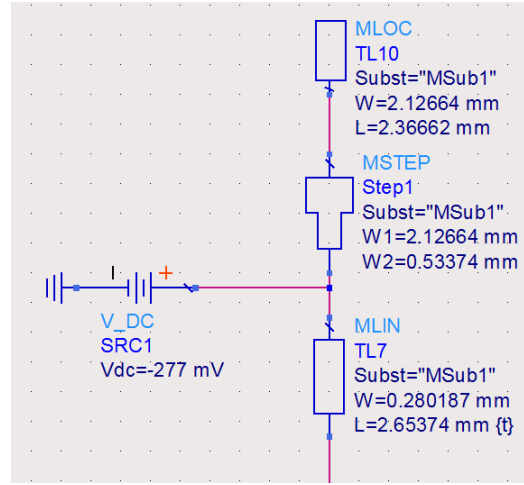 MLOC
TL10
Subst="MSub1"
W=2.12664 mm
L=2.36662 mm
MSTEP
Step1
Subst="MSub1"
W1=2.12664 mm
W2=0.53374 mm
V_DC
SRC1
Vdc=-277 mV
MLIN
TL7
Subst="MSub1"
W=0.280187 mm
L=2.65374 mm {t}